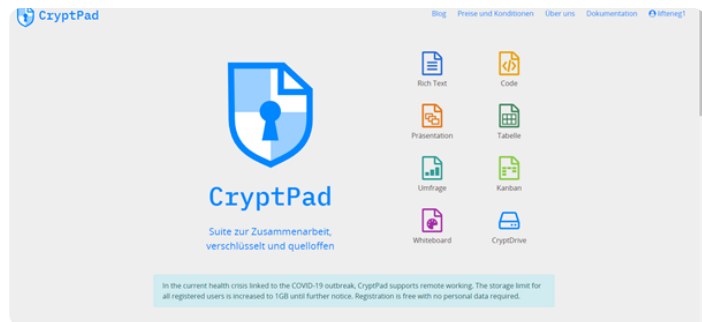 CryptPad
Blog Preise und Konditionen Über uns Dokumentation lifteneg1
Rich Text Code
Präsentation Tabelle
Umfrage Kanban
Whiteboard CryptDrive
CryptPad
Suite zur Zusammenarbeit,
verschlüsselt und quelloffen
In the current health crisis linked to the COVID-19 outbreak, CryptPad supports remote working. The storage limit for
all registered users is increased to 1GB until further notice. Registration is free with no personal data required.